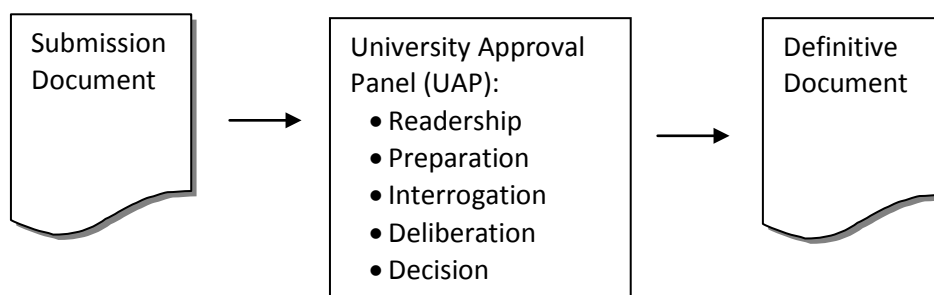 Submission
Document
University Approval
Panel (UAP):
• Readership
• Preparation
• Interrogation
• Deliberation
• Decision
Definitive
Document